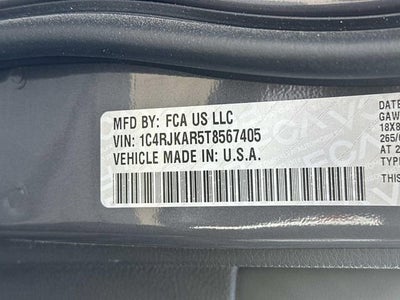 MFD BY: FCA US LLC
VIN: 1C4RJKAR5T8567405
VEHICLE MADE IN U.S.A.
DATE
GAW
18X8
265/
AT 2
TYP
THIS